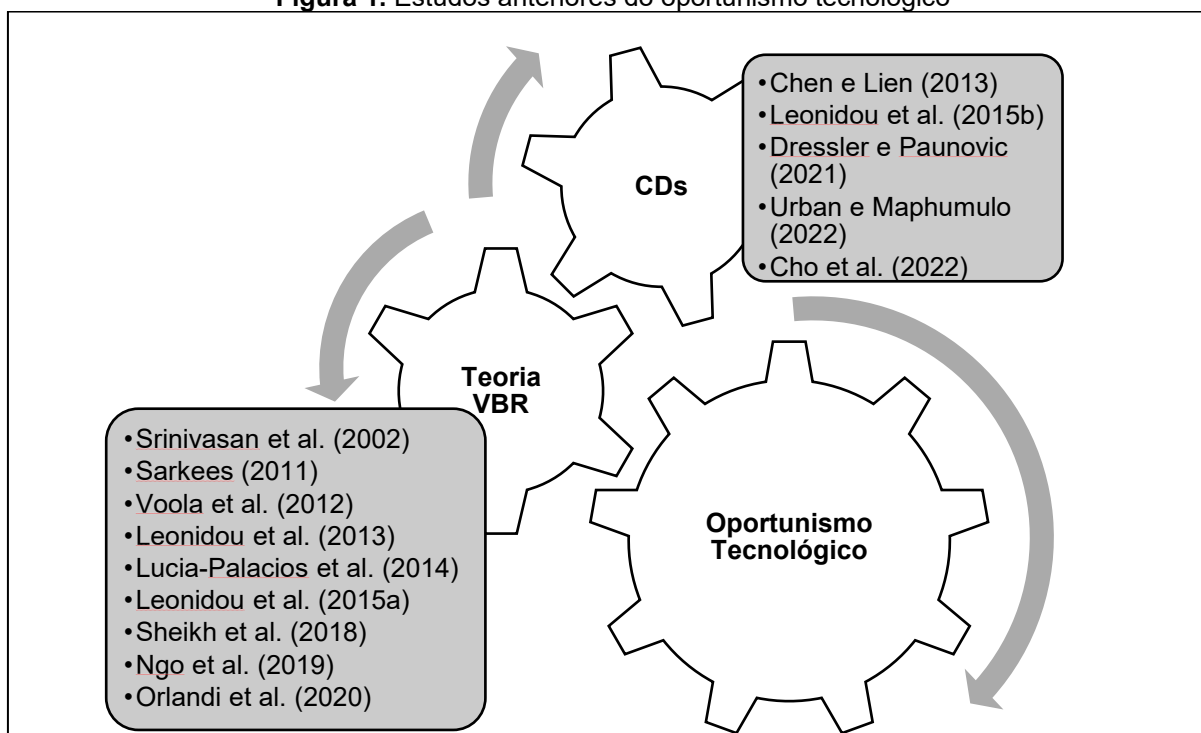 Figura 1. Estudos anteriores do oportunismo tecnológico
CDs
•Chen e Lien (2013)
•Leonidou et al. (2015b)
•Dressler e Paunovic
(2021)
•Urban e Maphumulo
(2022)
•Cho et al. (2022)
Teoria
VBR
•Srinivasan et al. (2002)
•Sarkees (2011)
•Voola et al. (2012)
•Leonidou et al. (2013)
•Lucia-Palacios et al. (2014)
•Leonidou et al. (2015a)
•Sheikh et al. (2018)
•Ngo et al. (2019)
•Orlandi et al. (2020)
Oportunismo
Tecnológico